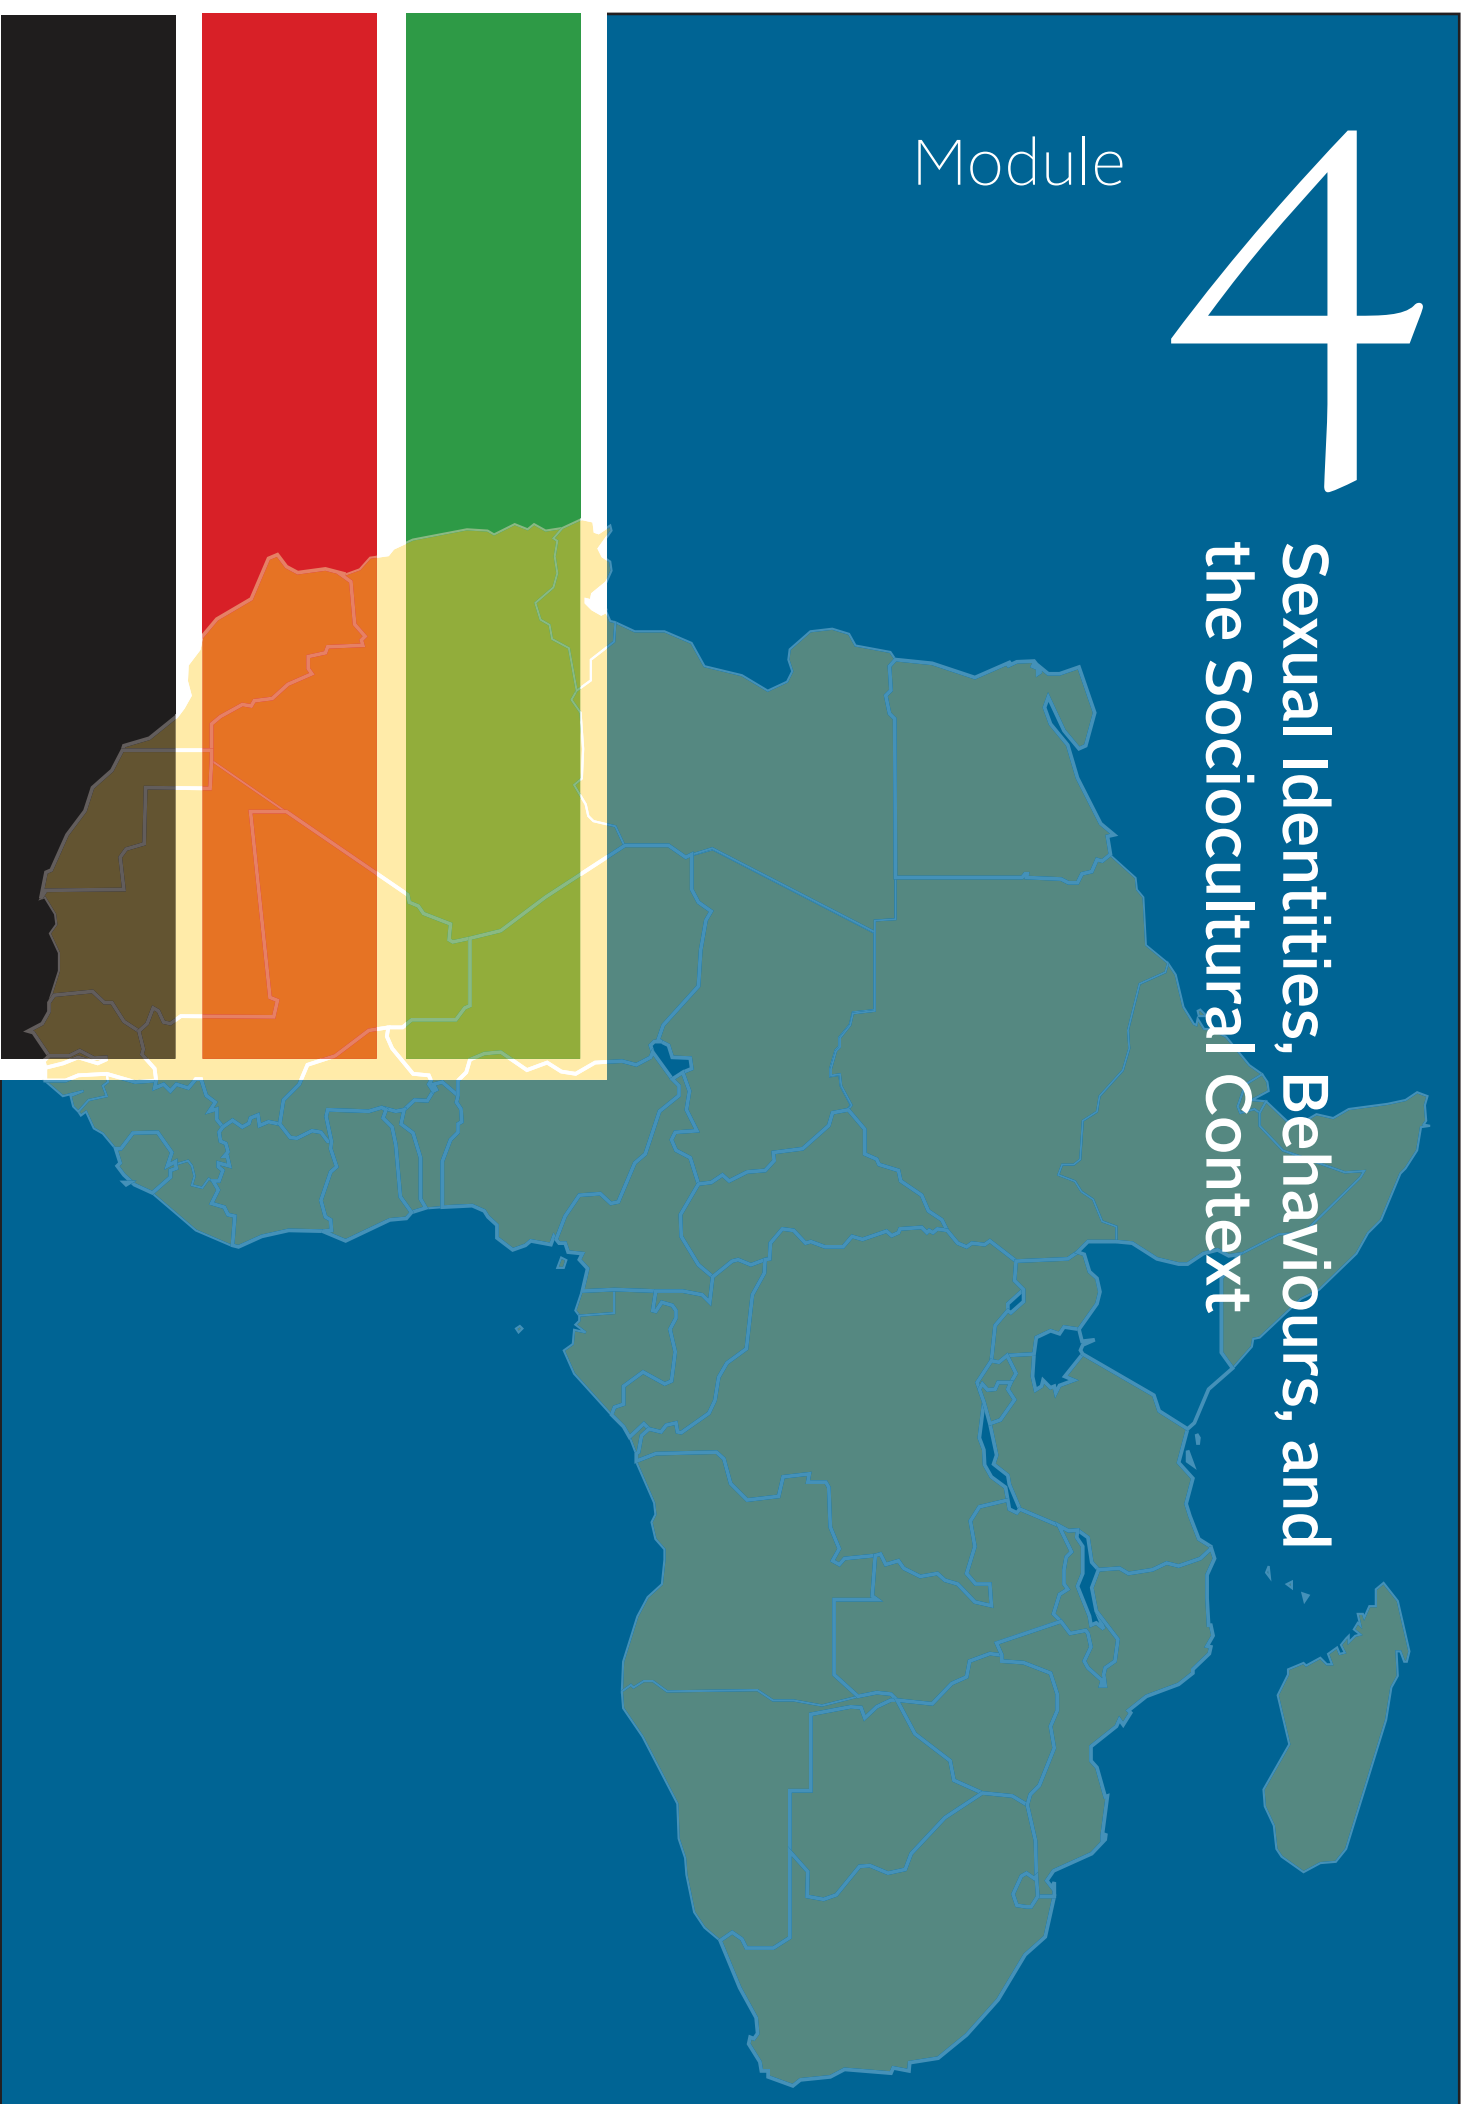 Module
4
Sexual Identities, Behaviours, and
the Sociocultural Context